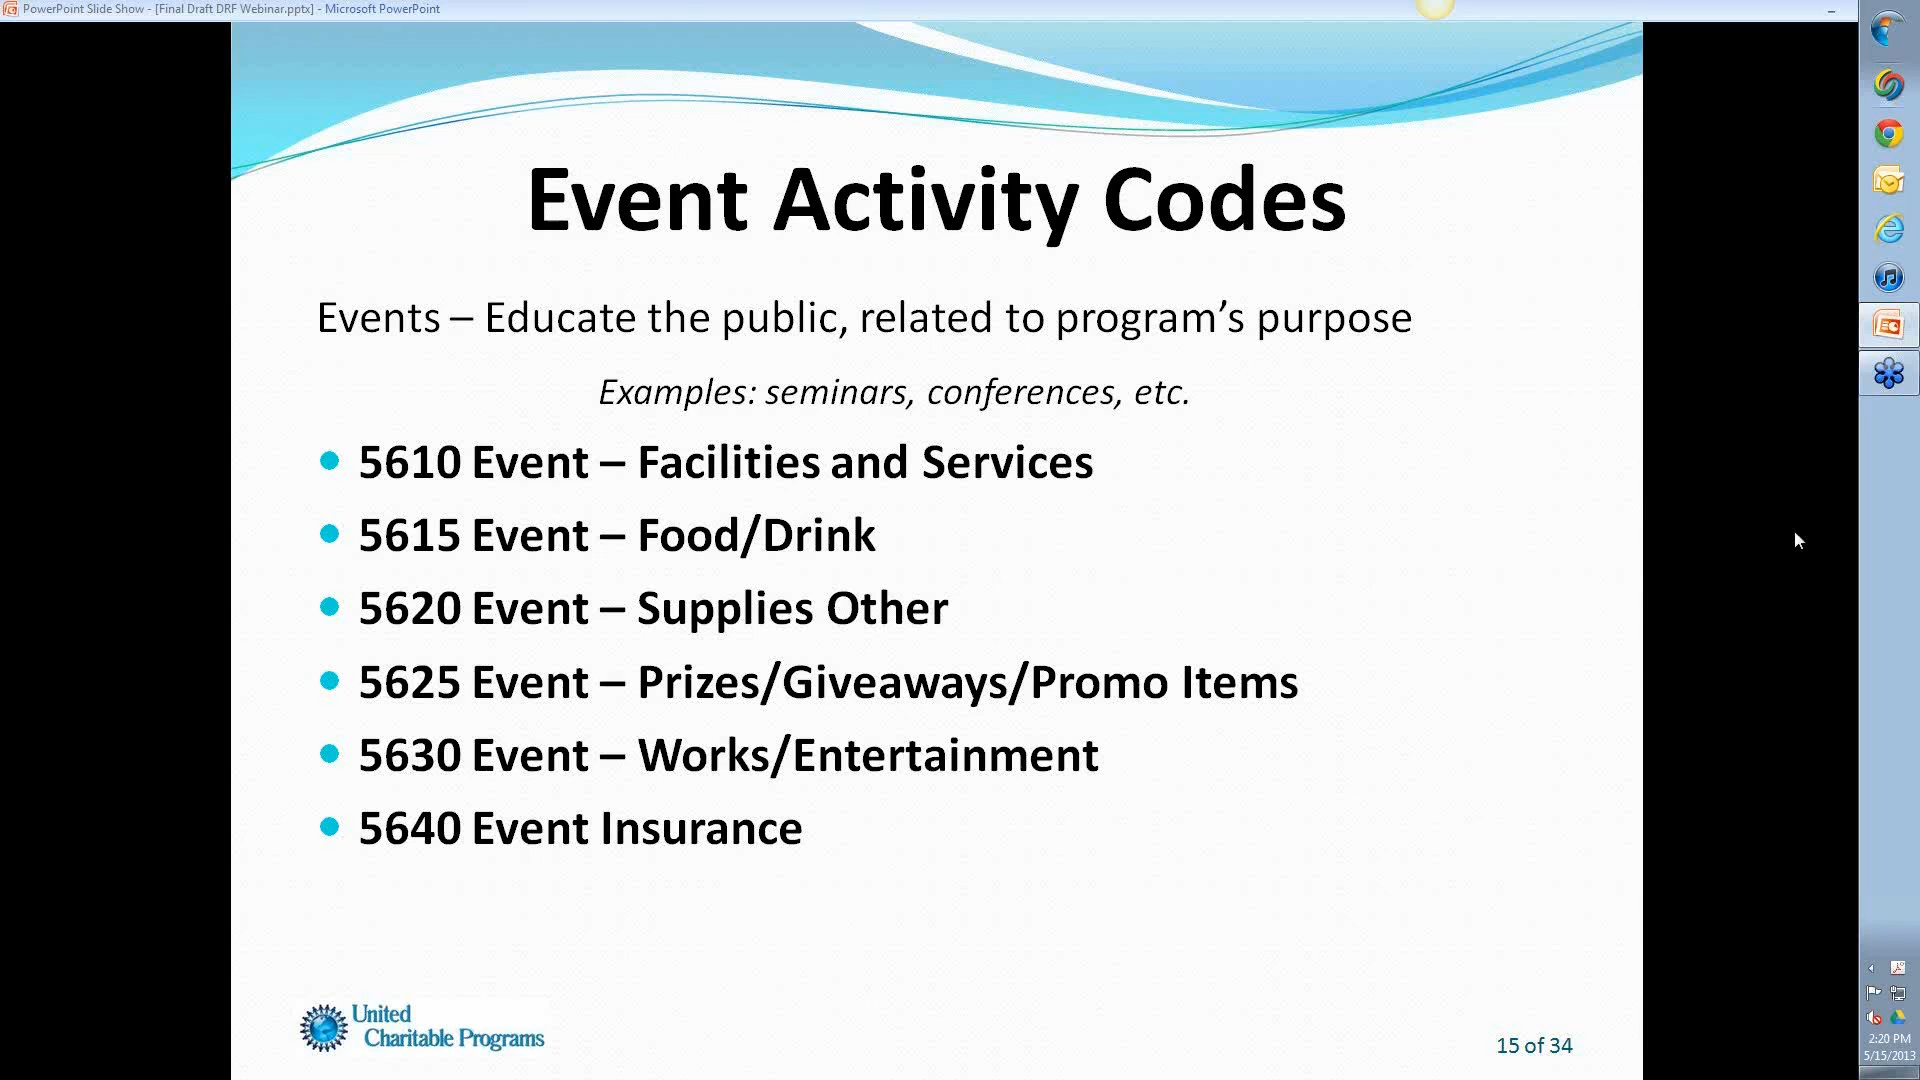 PowerPoint Slide Show - [Final Draft DRF Webinar.pptx] - Microsoft PowerPoint
Event Activity Codes
Events – Educate the public, related to program’s purpose
Examples: seminars, conferences, etc.
5610 Event – Facilities and Services
5615 Event – Food/Drink
5620 Event – Supplies Other
5625 Event – Prizes/Giveaways/Promo Items
5630 Event – Works/Entertainment
5640 Event Insurance
United
Charitable Programs
15 of 34
2:20 PM
5/15/2013